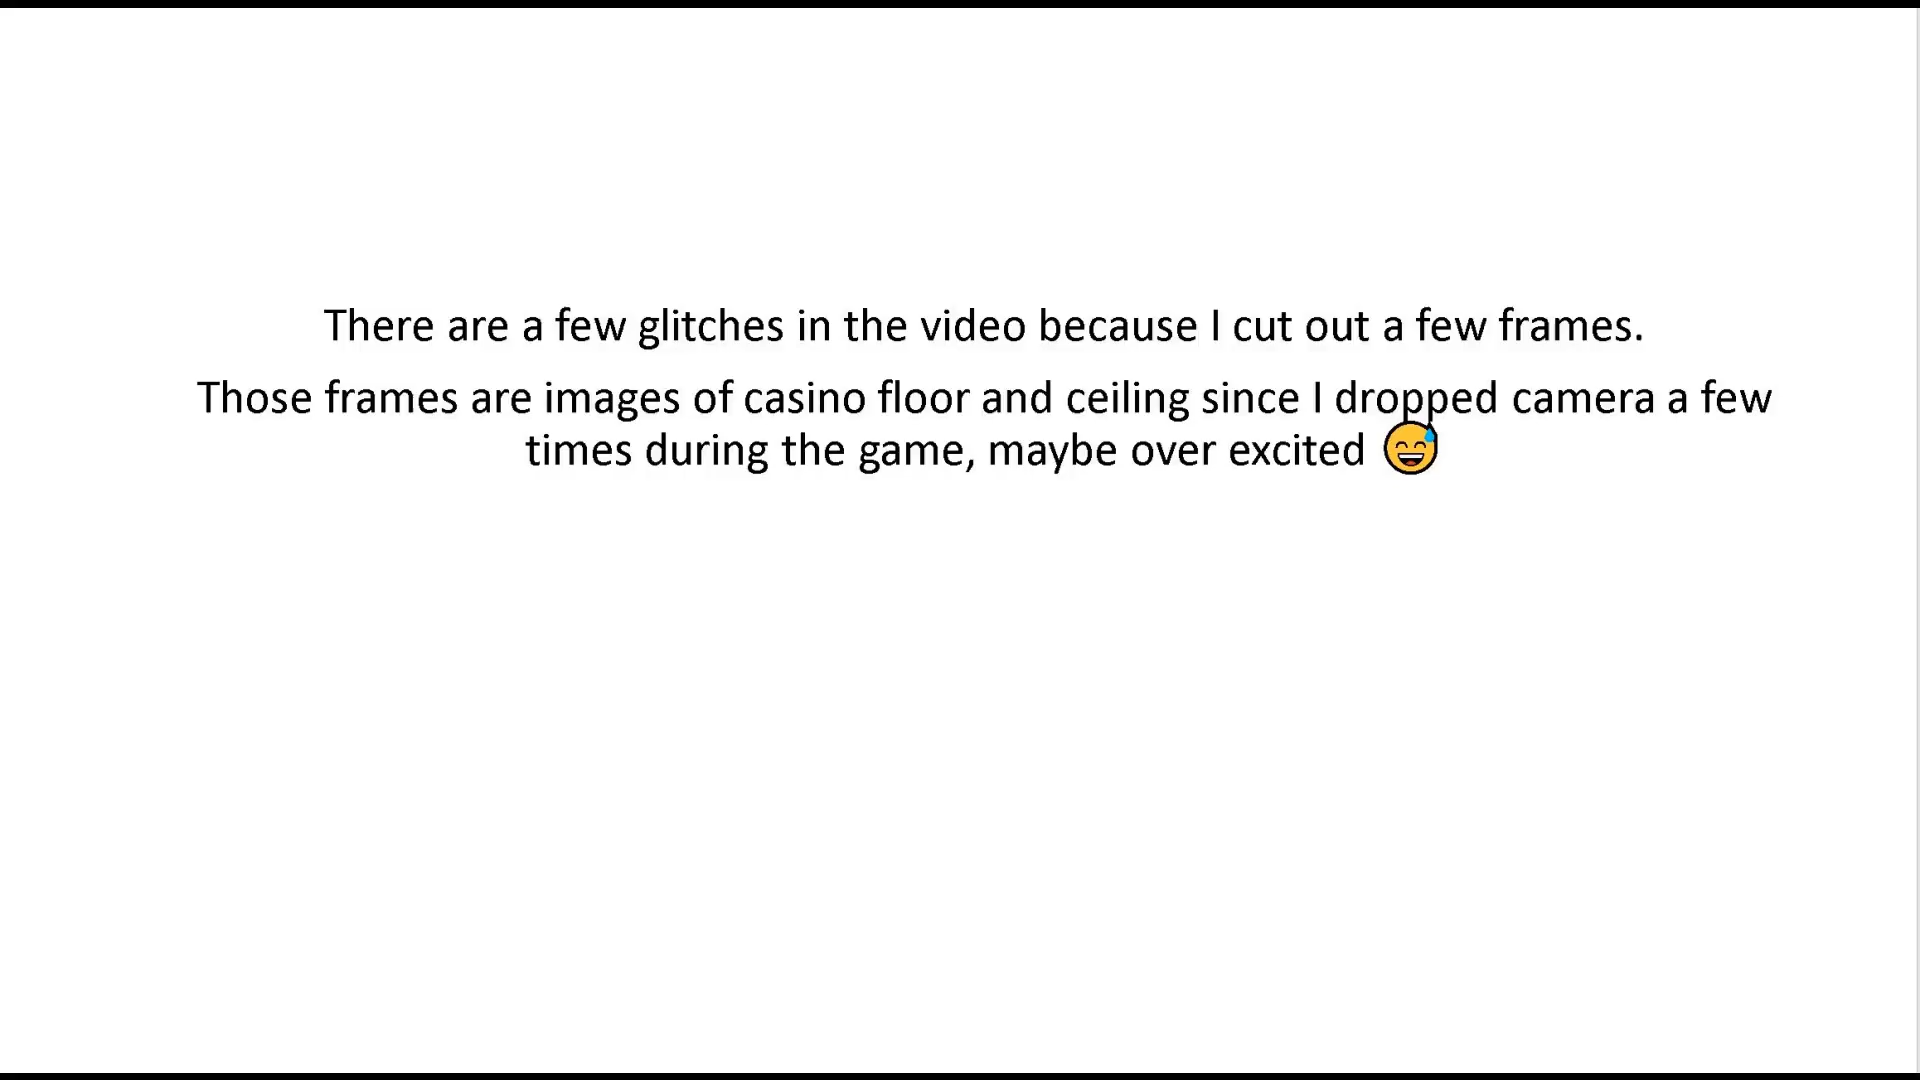 There are a few glitches in the video because I cut out a few frames.
Those frames are images of casino floor and ceiling since I dropped camera a few
times during the game, maybe over excited 😅